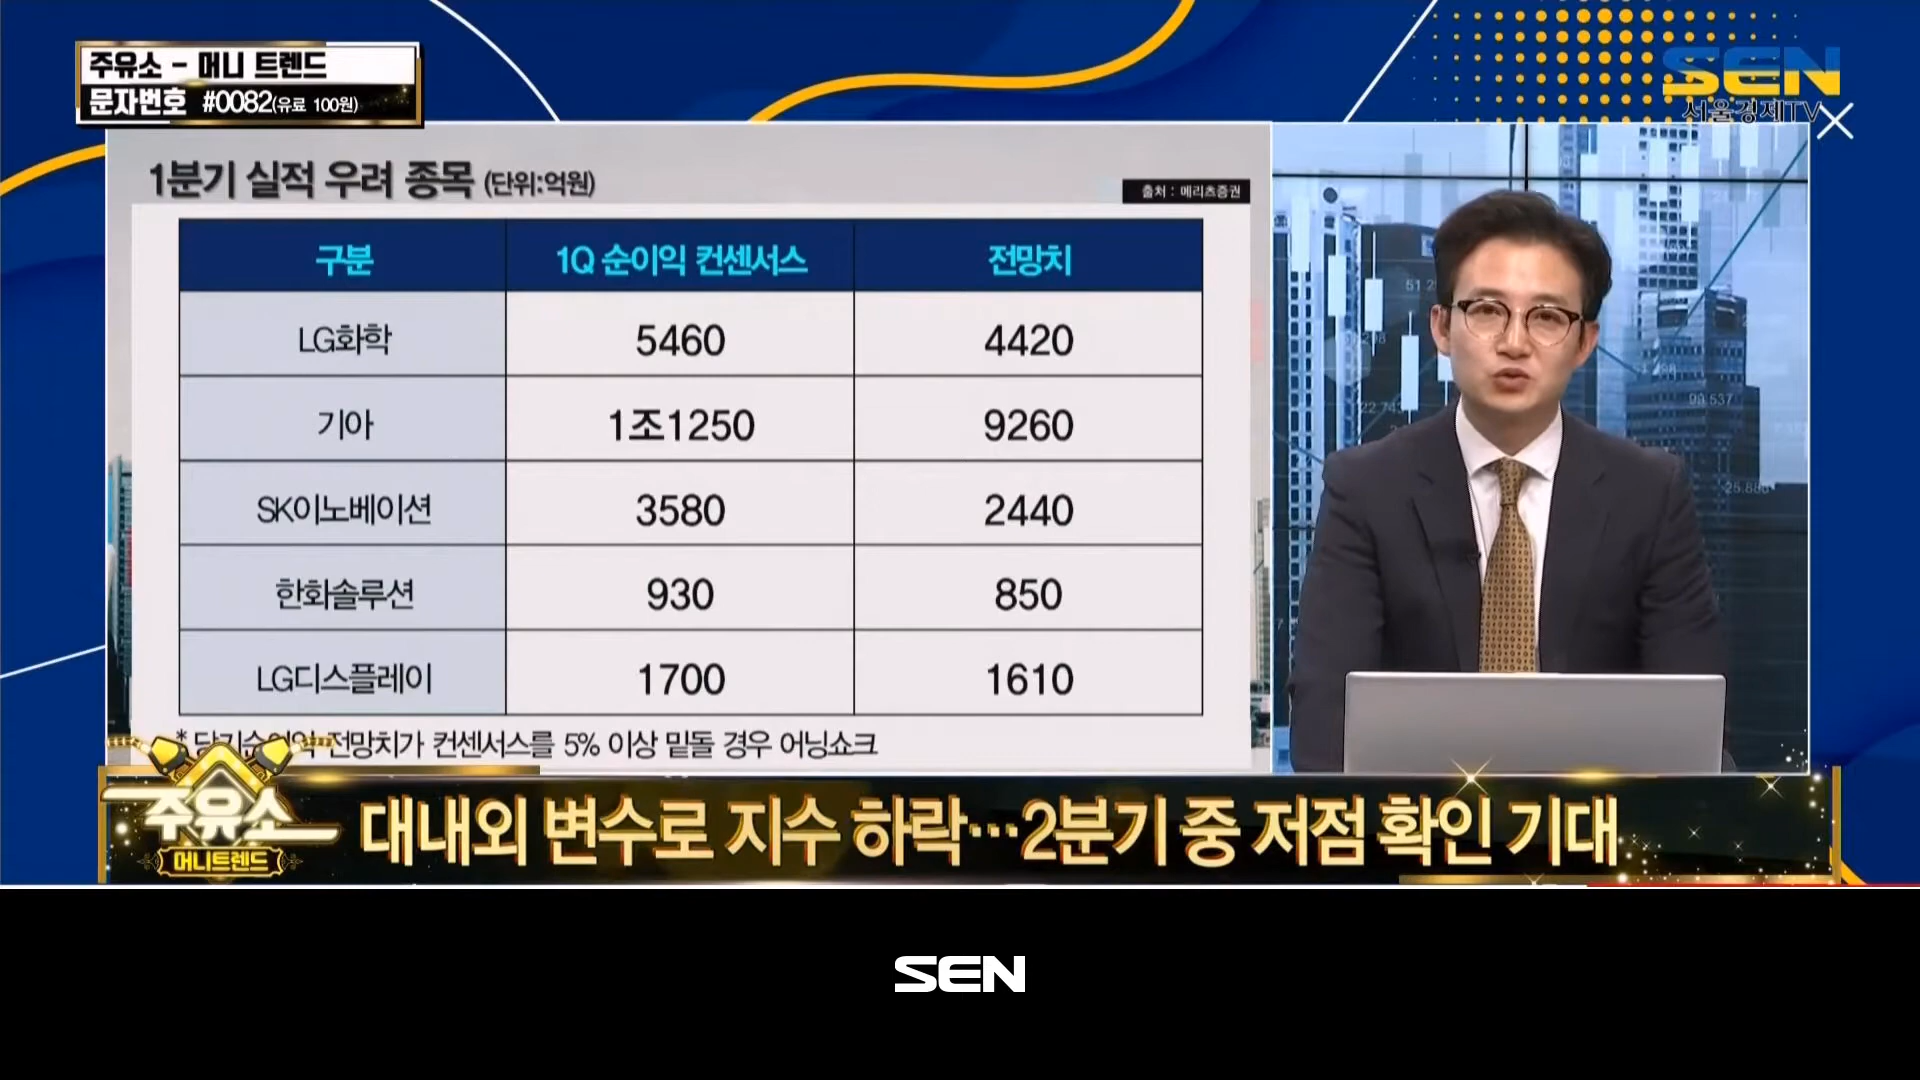 주유소 - 머니 트렌드
문자번호 #0082(유료 100원)
SEN
서울경제TV
1분기 실적 우려 종목 (단위:억원)
출처 : 메리츠증권
구분 1Q 순이익 컨센서스 전망치
LG화학 5460 4420
기아 1조1250 9260
SK이노베이션 3580 2440
한화솔루션 930 850
LG디스플레이 1700 1610
* 당기순이익 전망치가 컨센서스를 5% 이상 밑돌 경우 어닝쇼크
주유소
머니트렌드
대내외 변수로 지수 하락…2분기 중 저점 확인 기대
SEN